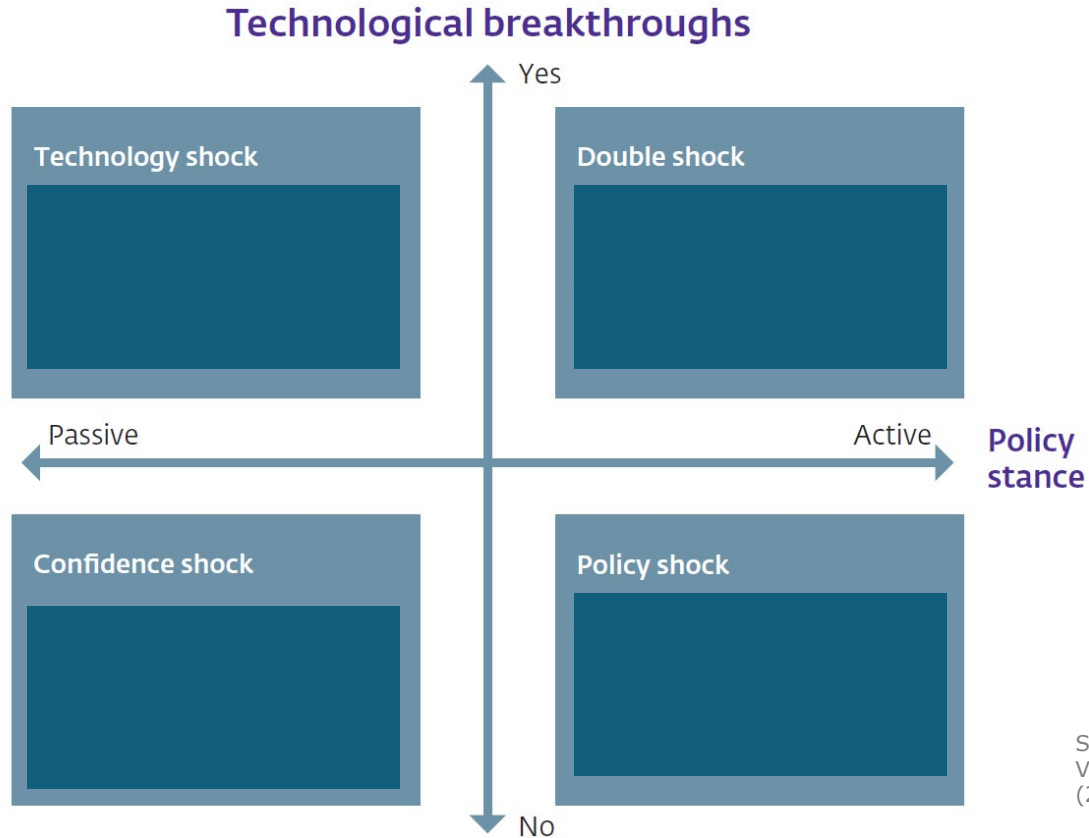 Technological breakthroughs
Yes
Technology shock
Double shock
Passive
Active
Policy
stance
Confidence shock
Policy shock
No